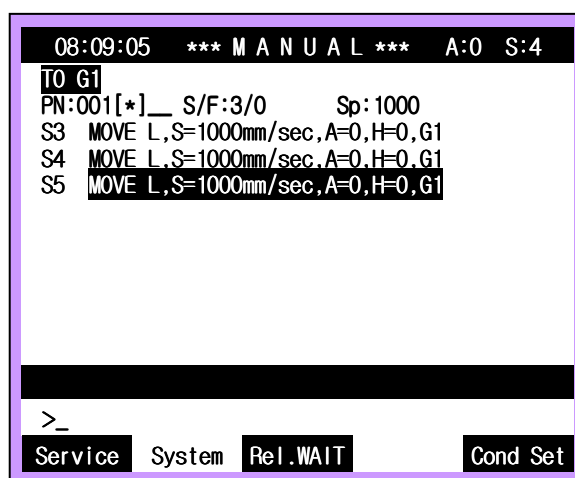 08:09:05 *** M A N U A L *** A:0 S:4
T0 G1
PN:001[*]__ S/F:3/0 Sp:1000
S3 MOVE L,S=1000mm/sec,A=0,H=0,G1
S4 MOVE L,S=1000mm/sec,A=0,H=0,G1
S5 MOVE L,S=1000mm/sec,A=0,H=0,G1
>_
Service System Rel.WAIT Cond Set